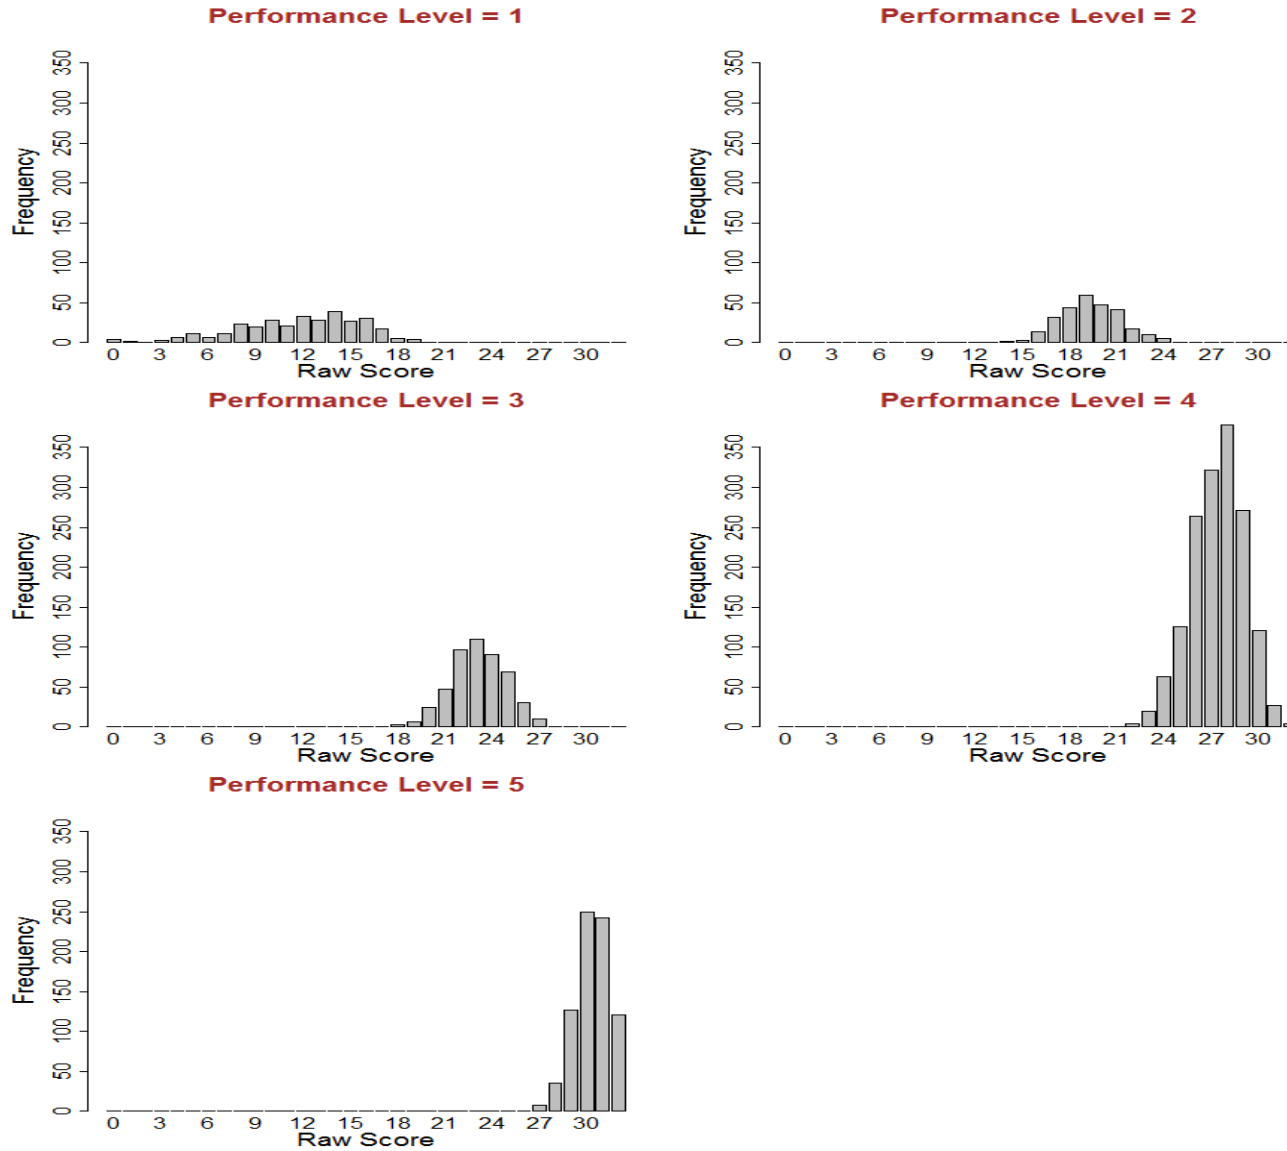 Performance Level = 1
Frequency
350
300
250
200
150
100
50
0
0 3 6 9 12 15 18 21 24 27 30
Raw Score
Performance Level = 2
Frequency
350
300
250
200
150
100
50
0
0 3 6 9 12 15 18 21 24 27 30
Raw Score
Performance Level = 3
Frequency
350
300
250
200
150
100
50
0
0 3 6 9 12 15 18 21 24 27 30
Raw Score
Performance Level = 4
Frequency
350
300
250
200
150
100
50
0
0 3 6 9 12 15 18 21 24 27 30
Raw Score
Performance Level = 5
Frequency
350
300
250
200
150
100
50
0
0 3 6 9 12 15 18 21 24 27 30
Raw Score